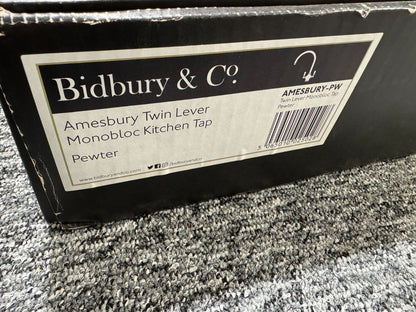 Bidbury & Co.
Amesbury Twin Lever
Monobloc Kitchen Tap
Pewter
www.bidburyandco.com
/bidburyandco
AMESBURY-PW
Twin Lever Monobloc Tap
Pewter